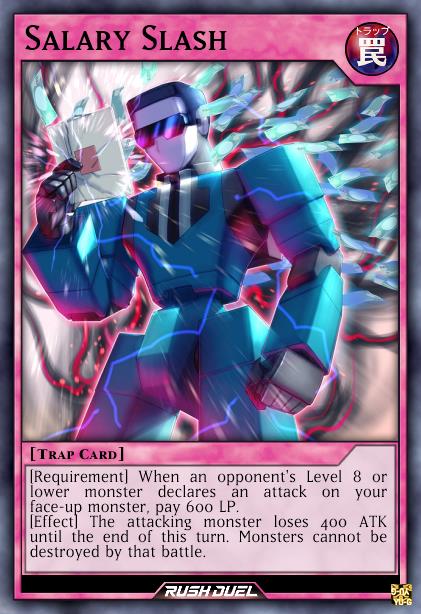 Salary Slash
トラップ
罠
[Trap Card]
[Requirement] When an opponent's Level 8 or
lower monster declares an attack on your
face-up monster, pay 600 LP.
[Effect] The attacking monster loses 400 ATK
until the end of this turn. Monsters cannot be
destroyed by that battle.
RUSH DUEL